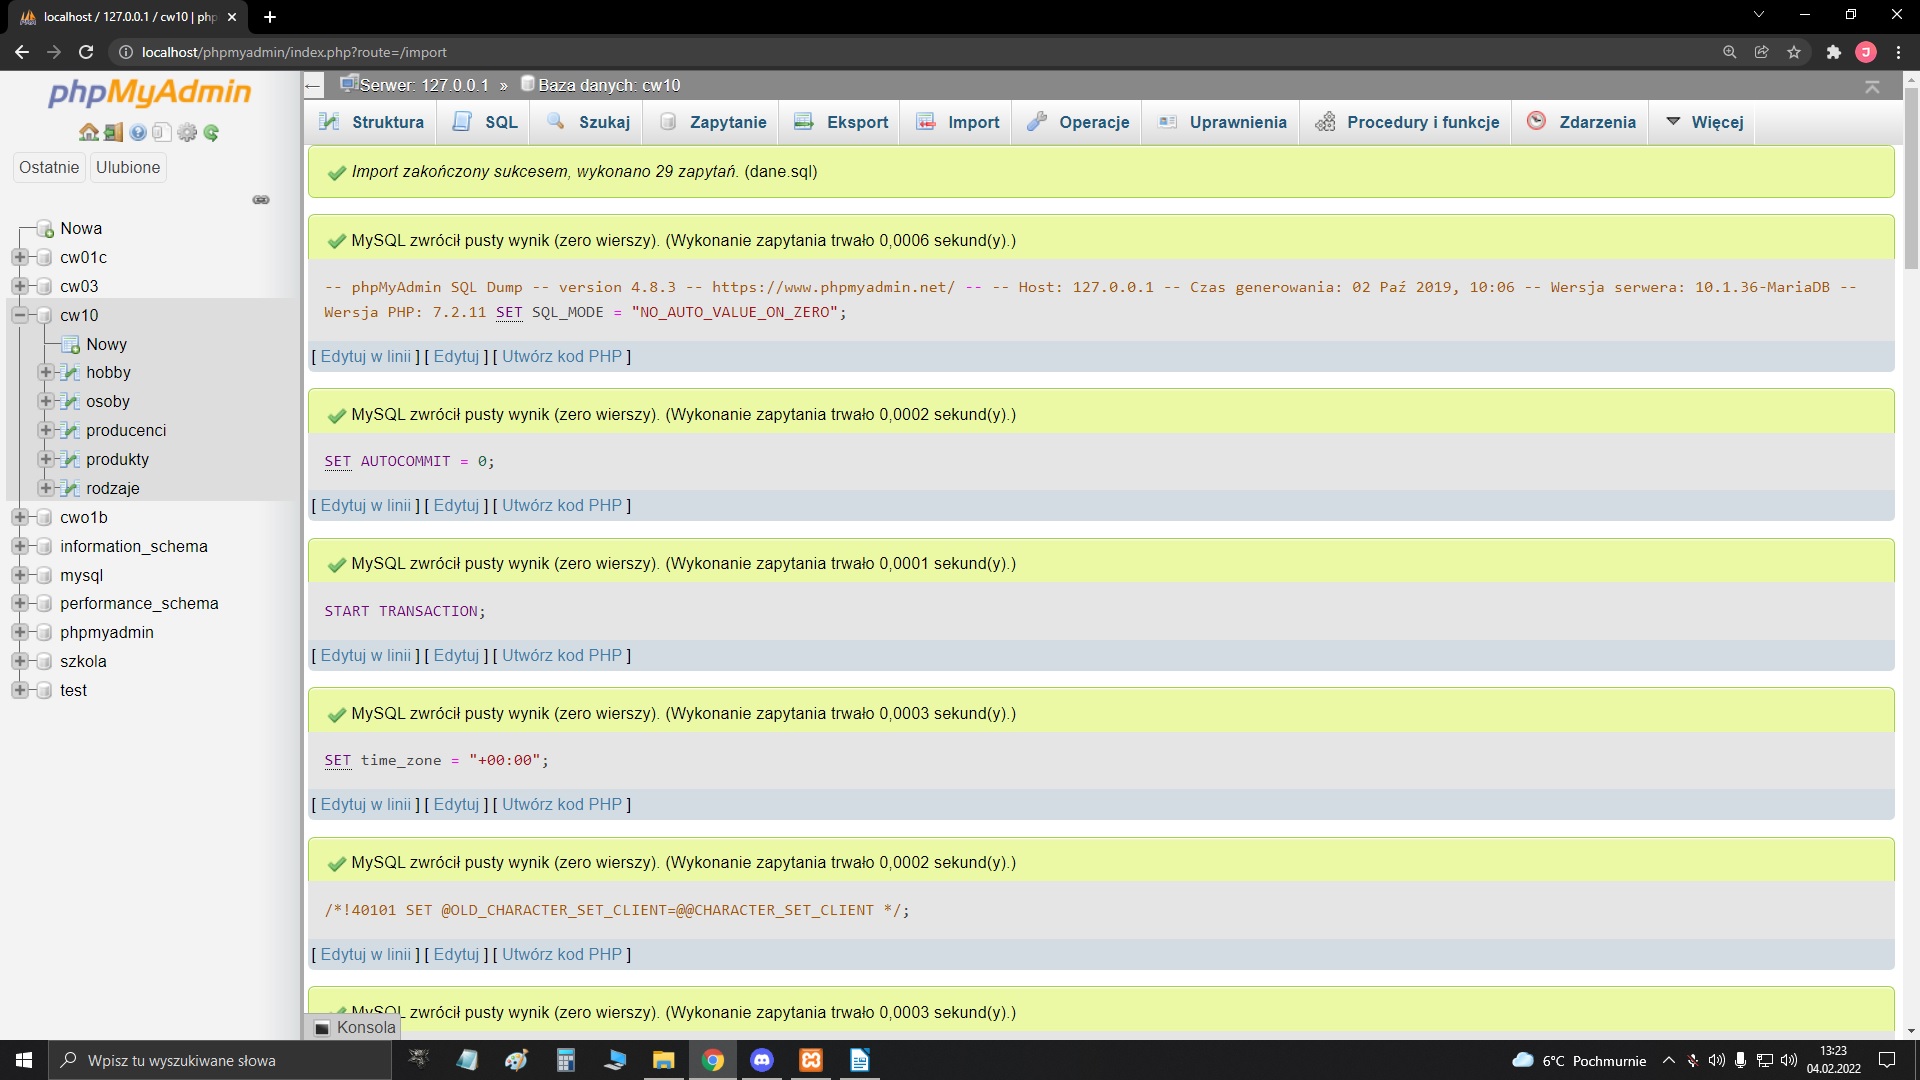 localhost / 127.0.0.1 / cw10 | php
localhost/phpmyadmin/index.php?route=/import
J
phpMyAdmin
Ostatnie Ulubione
Nowa
cw01c
cw03
cw10
Nowy
hobby
osoby
producenci
produkty
rodzaje
cwo1b
information_schema
mysql
performance_schema
phpmyadmin
szkola
test
Serwer: 127.0.0.1 » Baza danych: cw10
Struktura SQL Szukaj Zapytanie Eksport Import Operacje Uprawnienia Procedury i funkcje Zdarzenia Więcej
Import zakończony sukcesem, wykonano 29 zapytań. (dane.sql)
MySQL zwrócił pusty wynik (zero wierszy). (Wykonanie zapytania trwało 0,0006 sekund(y).)
-- phpMyAdmin SQL Dump -- version 4.8.3 -- https://www.phpmyadmin.net/ -- -- Host: 127.0.0.1 -- Czas generowania: 02 Paź 2019, 10:06 -- Wersja serwera: 10.1.36-MariaDB --
Wersja PHP: 7.2.11 SET SQL_MODE = "NO_AUTO_VALUE_ON_ZERO";
[ Edytuj w linii ] [ Edytuj ] [ Utwórz kod PHP ]
MySQL zwrócił pusty wynik (zero wierszy). (Wykonanie zapytania trwało 0,0002 sekund(y).)
SET AUTOCOMMIT = 0;
[ Edytuj w linii ] [ Edytuj ] [ Utwórz kod PHP ]
MySQL zwrócił pusty wynik (zero wierszy). (Wykonanie zapytania trwało 0,0001 sekund(y).)
START TRANSACTION;
[ Edytuj w linii ] [ Edytuj ] [ Utwórz kod PHP ]
MySQL zwrócił pusty wynik (zero wierszy). (Wykonanie zapytania trwało 0,0003 sekund(y).)
SET time_zone = "+00:00";
[ Edytuj w linii ] [ Edytuj ] [ Utwórz kod PHP ]
MySQL zwrócił pusty wynik (zero wierszy). (Wykonanie zapytania trwało 0,0002 sekund(y).)
/*!40101 SET @OLD_CHARACTER_SET_CLIENT=@@CHARACTER_SET_CLIENT */;
[ Edytuj w linii ] [ Edytuj ] [ Utwórz kod PHP ]
MySQL zwrócił pusty wynik (zero wierszy). (Wykonanie zapytania trwało 0,0003 sekund(y).)
Konsola
Wpisz tu wyszukiwane słowa
6°C Pochmurnie
13:23
04.02.2022